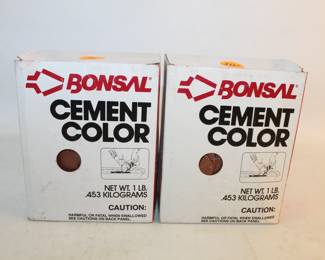 BONSAL®
CEMENT
COLOR
NET WT. 1 LB.
.453 KILOGRAMS
CAUTION:
HARMFUL OR FATAL WHEN SWALLOWED
SEE CAUTIONS ON BACK PANEL.
BONSAL®
CEMENT
COLOR
NET WT. 1 LB.
.453 KILOGRAMS
CAUTION:
HARMFUL OR FATAL WHEN SWALLOWED
SEE CAUTIONS ON BACK PANEL.